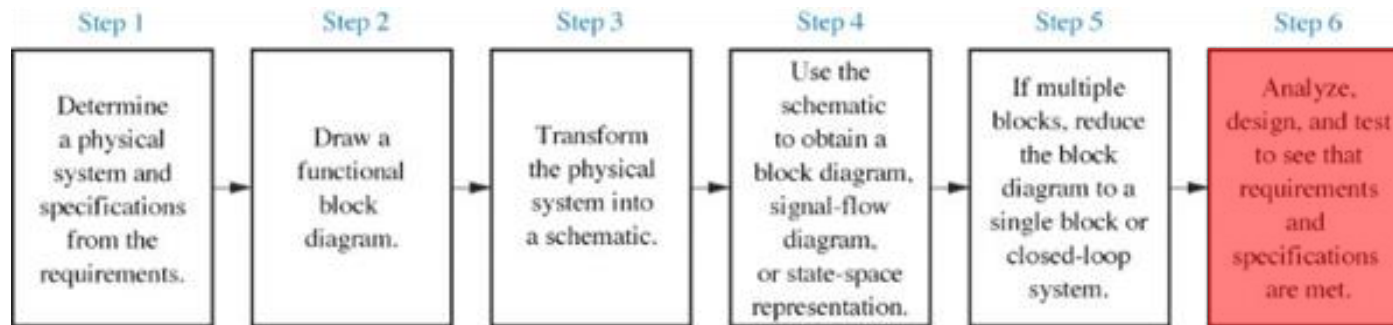 Step 1
Determine
a physical
system and
specifications
from the
requirements.
Step 2
Draw a
functional
block
diagram.
Step 3
Transform
the physical
system into
a schematic.
Step 4
Use the
schematic
to obtain a
block diagram,
signal-flow
diagram,
or state-space
representation.
Step 5
If multiple
blocks, reduce
the block
diagram to a
single block or
closed-loop
system.
Step 6
Analyze,
design, and test
to see that
requirements
and
specifications
are met.